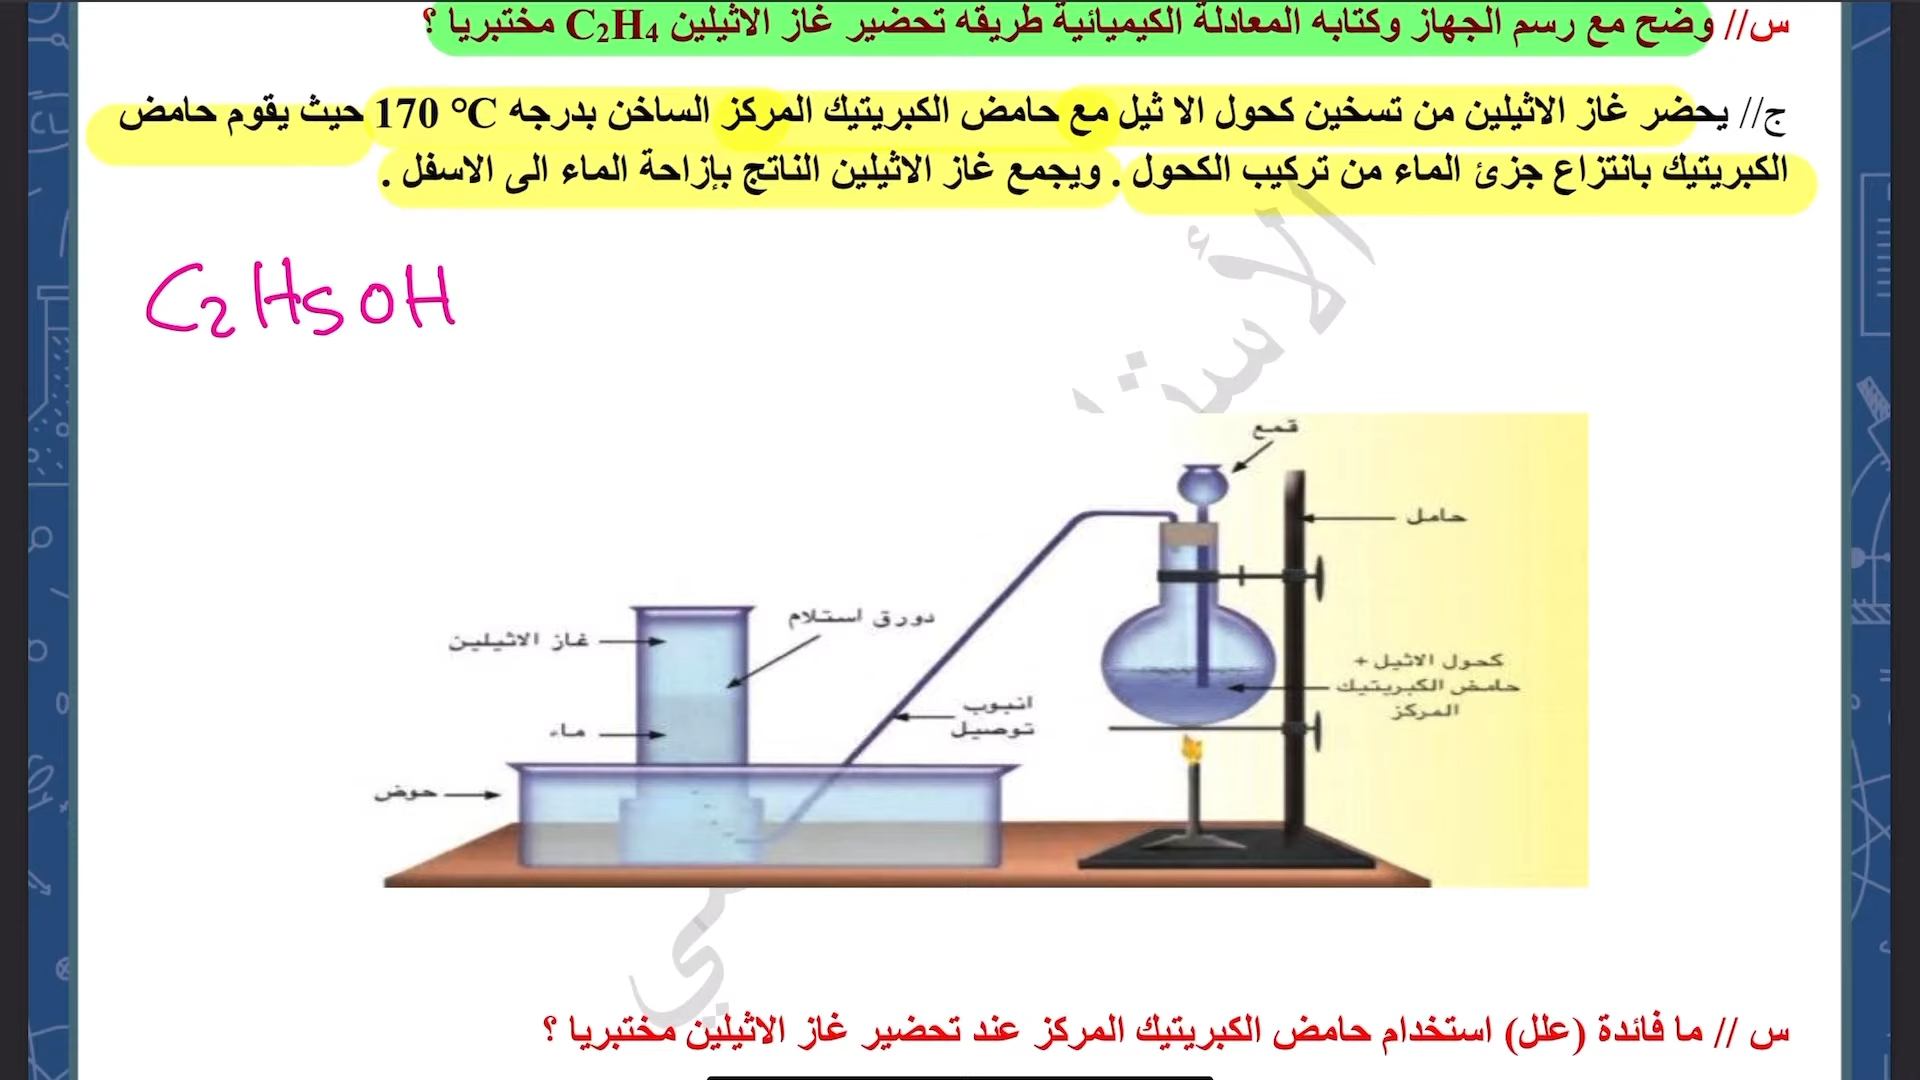 س// وضح مع رسم الجهاز وكتابه المعادلة الكيميائية طريقه تحضير غاز الاثيلين C₂H₄ مختبريا ؟
ج// يحضر غاز الاثيلين من تسخين كحول الا ثيل مع حامض الكبريتيك المركز الساخن بدرجه 170 °C حيث يقوم حامض
الكبريتيك بانتزاع جزئ الماء من تركيب الكحول . ويجمع غاز الاثيلين الناتج بإزاحة الماء الى الاسفل .
C2H5OH
قمع
حامل
دورق استلام
غاز الاثيلين
كحول الاثيل +
حامض الكبريتيك
المركز
انبوب
توصيل
ماء
حوض
س // ما فائدة (علل) استخدام حامض الكبريتيك المركز عند تحضير غاز الاثيلين مختبريا ؟